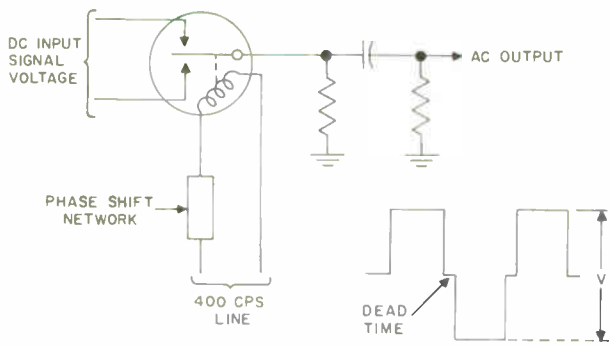 DC INPUT
SIGNAL
VOLTAGE
AC OUTPUT
PHASE SHIFT
NETWORK
400 CPS
LINE
DEAD
TIME
V